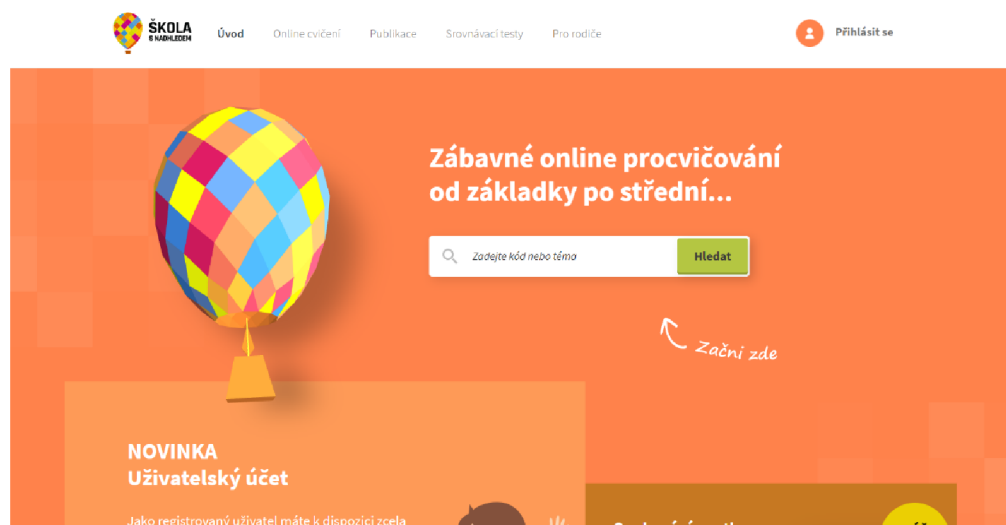 ŠKOLA
S NADHLEDEM
Úvod
Online cvičení
Publikace
Srovnávací testy
Pro rodiče
Přihlásit se
Zábavné online procvičování
od základky po střední...
Zadejte kód nebo téma
Hledat
Začni zde
NOVINKA
Uživatelský účet
Jako registrovaný uživatel máte k dispozici zcela